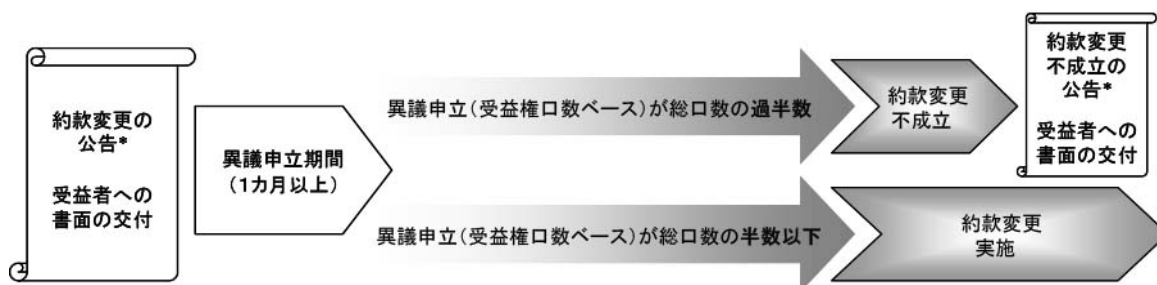 約款変更の
公告*
受益者への
書面の交付
異議申立期間
(1カ月以上)
異議申立(受益権口数ベース)が総口数の過半数
約款変更
不成立
約款変更
不成立の
公告*
受益者への
書面の交付
異議申立(受益権口数ベース)が総口数の半数以下
約款変更
実施